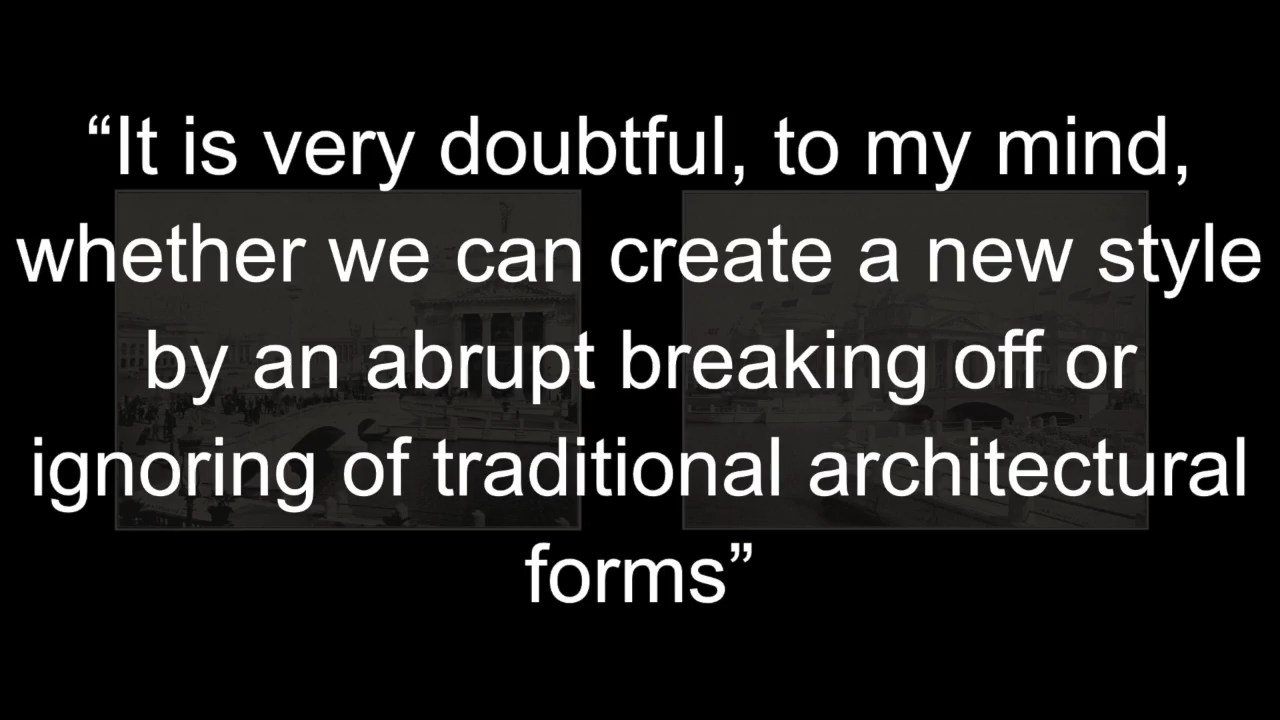 “It is very doubtful, to my mind,
whether we can create a new style
by an abrupt breaking off or
ignoring of traditional architectural
forms”